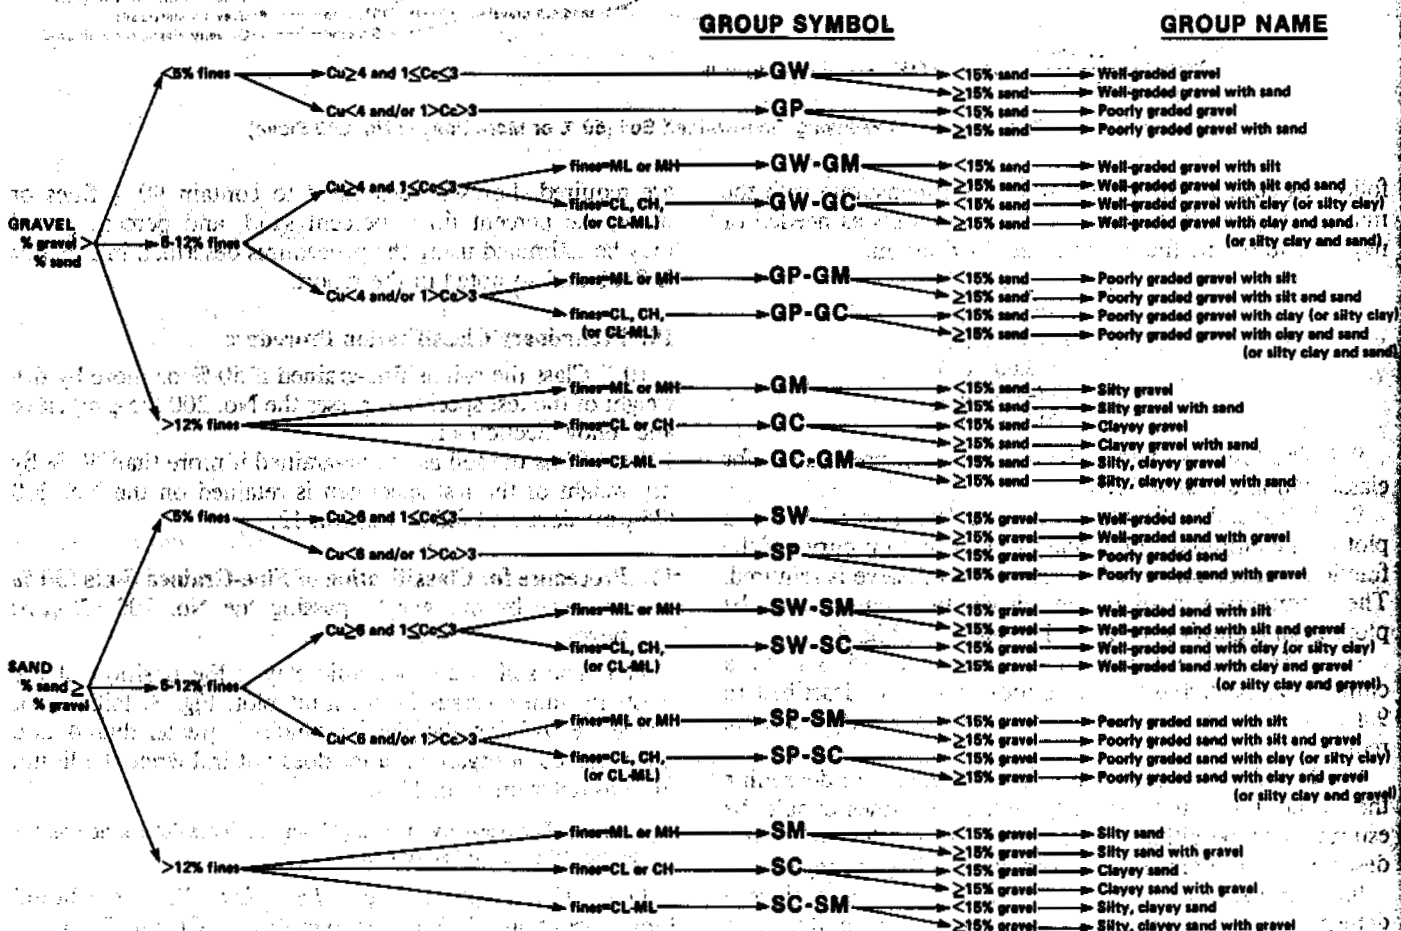 GROUP SYMBOL GROUP NAME
<5% fines Cu≥4 and 1≤Cc≤3 GW <15% sand Well-graded gravel
≥15% sand Well-graded gravel with sand
Cu<4 and/or 1>Cc>3 GP <15% sand Poorly graded gravel
≥15% sand Poorly graded gravel with sand
fines=ML or MH GW-GM <15% sand Well-graded gravel with silt
Cu≥4 and 1≤Cc≤3 ≥15% sand Well-graded gravel with silt and sand
fines=CL, CH, GW-GC <15% sand Well-graded gravel with clay (or silty clay)
(or CL-ML) ≥15% sand Well-graded gravel with clay and sand
GRAVEL
% gravel > 5-12% fines (or silty clay and sand)
% sand
fines=ML or MH GP-GM <15% sand Poorly graded gravel with silt
Cu<4 and/or 1>Cc>3 ≥15% sand Poorly graded gravel with silt and sand
fines=CL, CH, GP-GC <15% sand Poorly graded gravel with clay (or silty clay)
(or CL-ML) ≥15% sand Poorly graded gravel with clay and sand
(or silty clay and sand)
fines=ML or MH GM <15% sand Silty gravel
≥15% sand Silty gravel with sand
>12% fines fines=CL or CH GC <15% sand Clayey gravel
≥15% sand Clayey gravel with sand
fines=CL-ML GC-GM <15% sand Silty, clayey gravel
≥15% sand Silty, clayey gravel with sand
<5% fines Cu≥6 and 1≤Cc≤3 SW <15% gravel Well-graded sand
≥15% gravel Well-graded sand with gravel
Cu<6 and/or 1>Cc>3 SP <15% gravel Poorly graded sand
≥15% gravel Poorly graded sand with gravel
fines=ML or MH SW-SM <15% gravel Well-graded sand with silt
Cu≥6 and 1≤Cc≤3 ≥15% gravel Well-graded sand with silt and gravel
fines=CL, CH, SW-SC <15% gravel Well-graded sand with clay (or silty clay)
(or CL-ML) ≥15% gravel Well-graded sand with clay and gravel
SAND
% sand ≥ 5-12% fines (or silty clay and gravel)
% gravel
fines=ML or MH SP-SM <15% gravel Poorly graded sand with silt
Cu<6 and/or 1>Cc>3 ≥15% gravel Poorly graded sand with silt and gravel
fines=CL, CH, SP-SC <15% gravel Poorly graded sand with clay (or silty clay)
(or CL-ML) ≥15% gravel Poorly graded sand with clay and gravel
(or silty clay and gravel)
fines=ML or MH SM <15% gravel Silty sand
≥15% gravel Silty sand with gravel
>12% fines fines=CL or CH SC <15% gravel Clayey sand
≥15% gravel Clayey sand with gravel
fines=CL-ML SC-SM <15% gravel Silty, clayey sand
≥15% gravel Silty, clayey sand with gravel